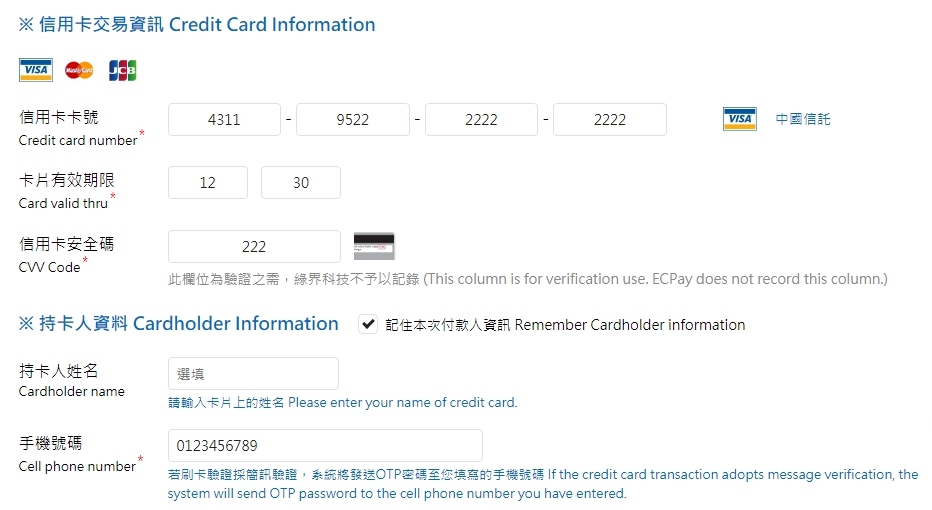 ※ 信用卡交易資訊 Credit Card Information
VISA MasterCard JCB
信用卡卡號
Credit card number*
4311 - 9522 - 2222 - 2222
VISA 中國信託
卡片有效期限
Card valid thru*
12 30
信用卡安全碼
CVV Code*
222
此欄位為驗證之需，綠界科技不予以記錄 (This column is for verification use. ECPay does not record this column.)
※ 持卡人資料 Cardholder Information
記住本次付款人資訊 Remember Cardholder information
持卡人姓名
Cardholder name
選填
請輸入卡片上的姓名 Please enter your name of credit card.
手機號碼
Cell phone number*
0123456789
若刷卡驗證採簡訊驗證，系統將發送OTP密碼至您填寫的手機號碼 If the credit card transaction adopts message verification, the
system will send OTP password to the cell phone number you have entered.